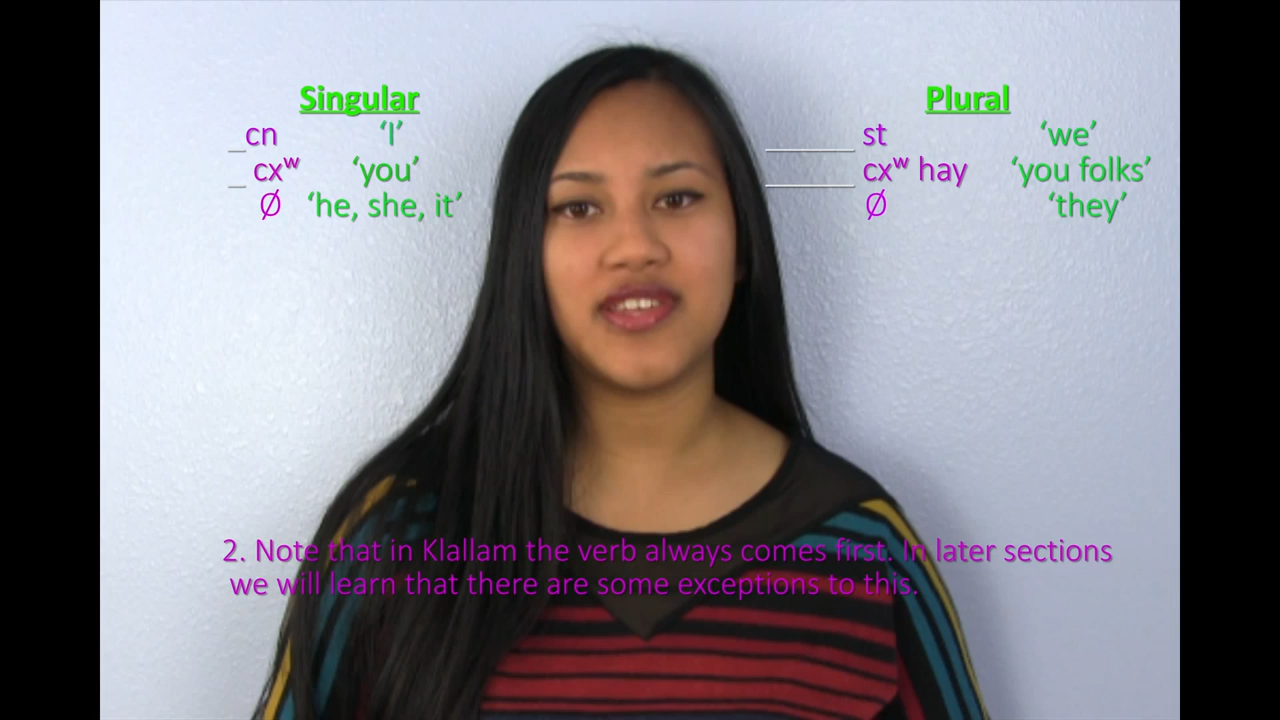 Singular Plural
_cn ‘I’ ______ st ‘we’
_ cxʷ ‘you’ ______ cxʷ hay ‘you folks’
Ø ‘he, she, it’ Ø ‘they’
2. Note that in Klallam the verb always comes first. In later sections
we will learn that there are some exceptions to this.